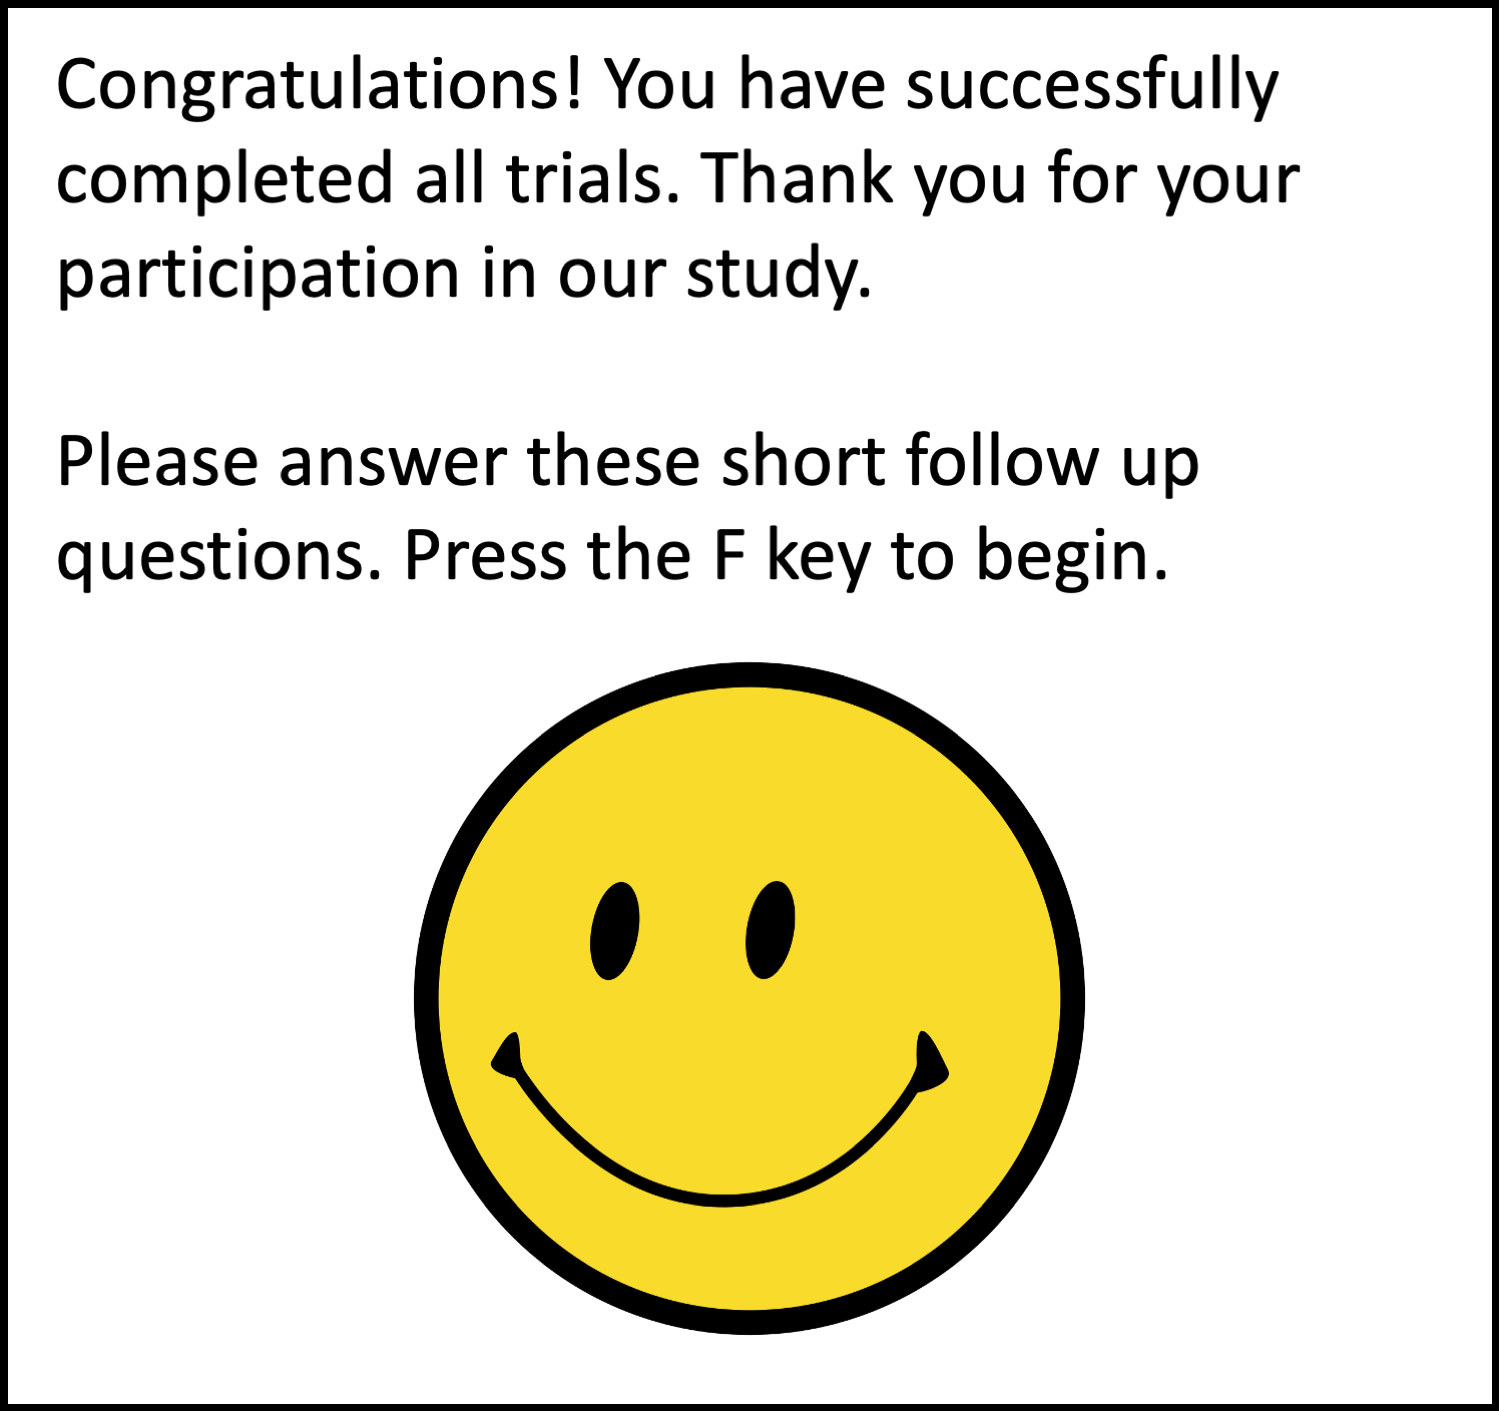 Congratulations! You have successfully
completed all trials. Thank you for your
participation in our study.
Please answer these short follow up
questions. Press the F key to begin.